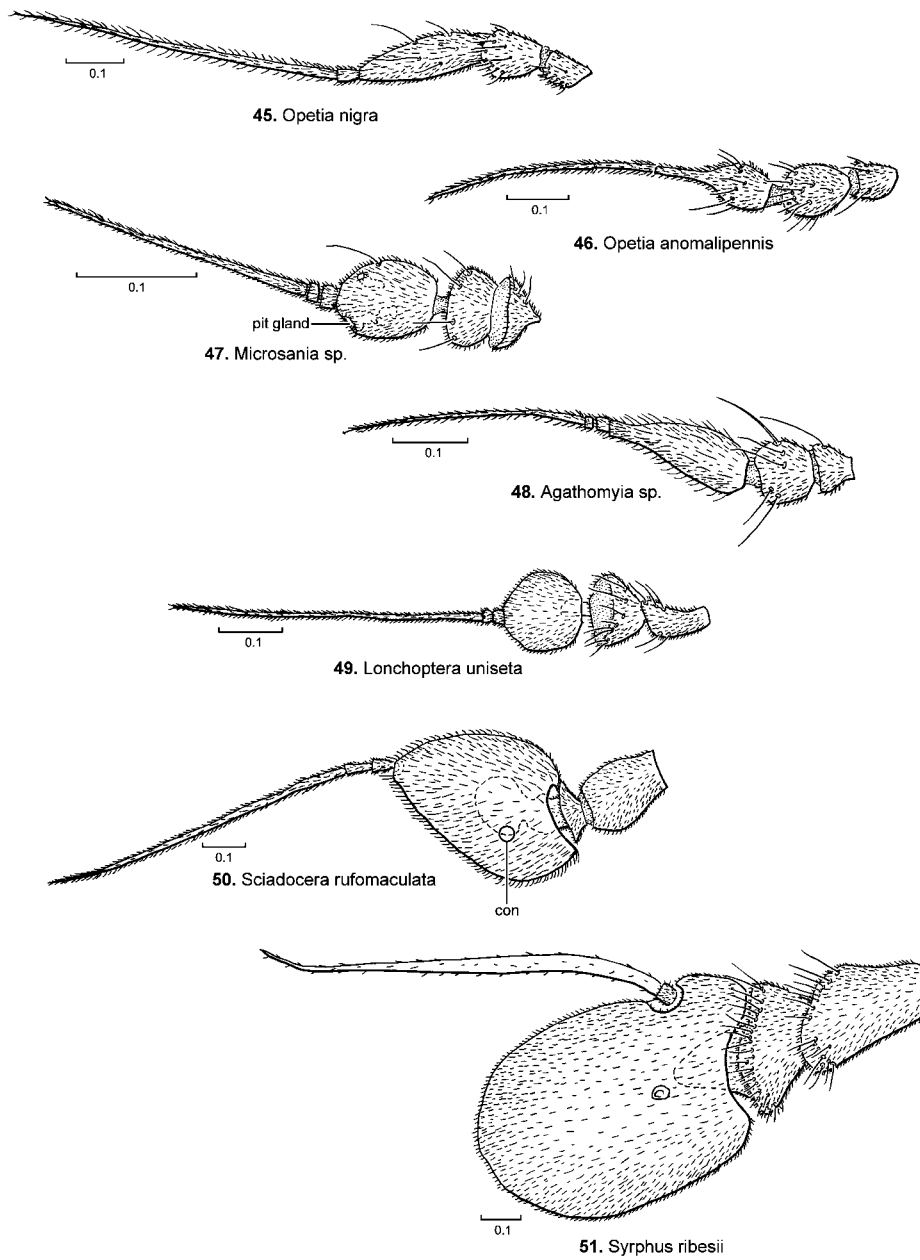 0.1
45. Opetia nigra
0.1
46. Opetia anomalipennis
0.1
pit gland
47. Microsania sp.
0.1
48. Agathomyia sp.
0.1
49. Lonchoptera uniseta
0.1
50. Sciadocera rufomaculata
con
0.1
51. Syrphus ribesii